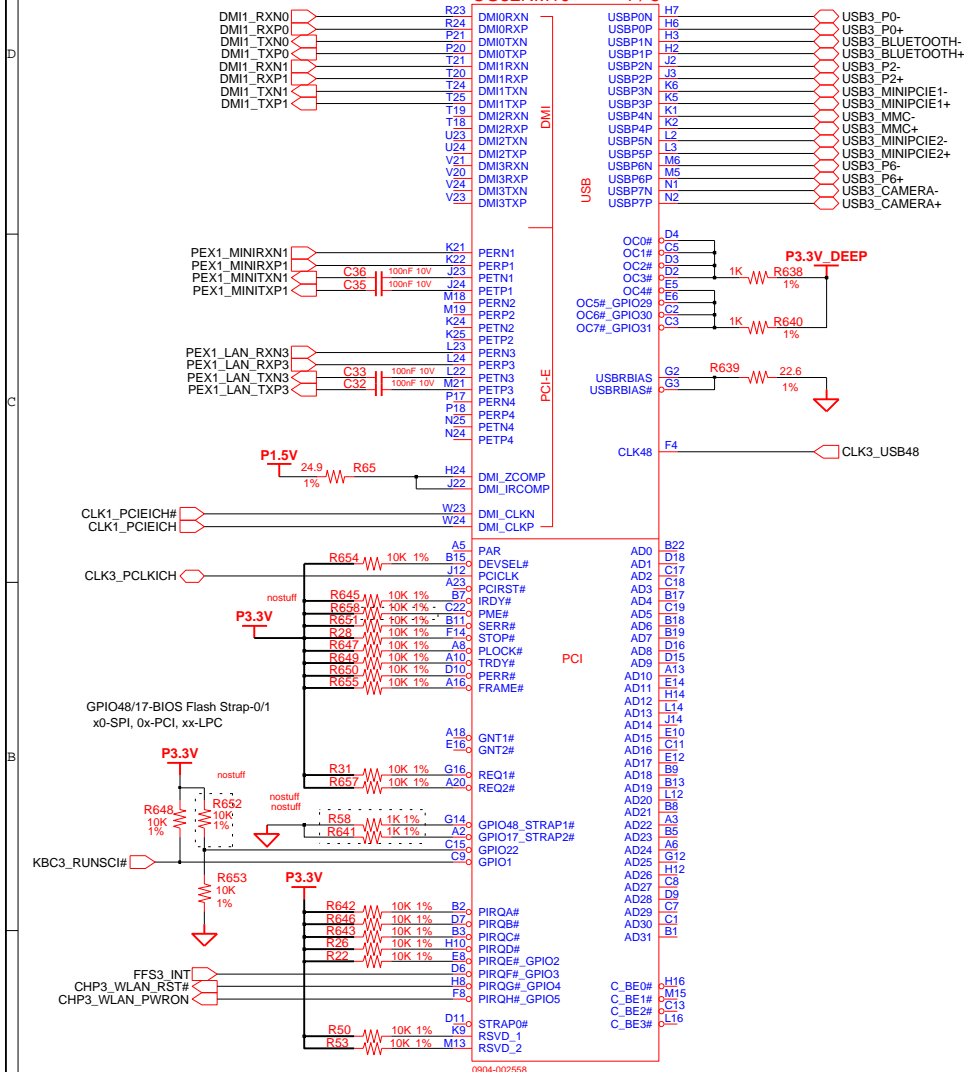 DMI1_RXN0 R23 DMI0RXN USBP0N H7 USB3_P0-
DMI1_RXP0 R24 DMI0RXP USBP0P H6 USB3_P0+
DMI1_TXN0 P21 DMI0TXN USBP1N H3 USB3_BLUETOOTH-
DMI1_TXP0 P20 DMI0TXP USBP1P H2 USB3_BLUETOOTH+
DMI1_RXN1 T21 DMI1RXN USBP2N J2 USB3_P2-
DMI1_RXP1 T20 DMI1RXP USBP2P J3 USB3_P2+
DMI1_TXN1 T24 DMI1TXN USBP3N K6 USB3_MINIPCIE1-
DMI1_TXP1 T25 DMI1TXP USBP3P K5 USB3_MINIPCIE1+
T19 DMI2RXN USBP4N K1 USB3_MMC-
T18 DMI2RXP USBP4P K2 USB3_MMC+
U23 DMI2TXN USBP5N L2 USB3_MINIPCIE2-
U24 DMI2TXP USBP5P L3 USB3_MINIPCIE2+
V21 DMI3RXN USBP6N M6 USB3_P6-
V20 DMI3RXP USBP6P M5 USB3_P6+
V24 DMI3TXN USBP7N N1 USB3_CAMERA-
V23 DMI3TXP USBP7P N2 USB3_CAMERA+
D
DMI
USB
PEX1_MINIRXN1 K21 PERN1 OC0# D4
PEX1_MINIRXP1 K22 PERP1 OC1# C5
PEX1_MINITXN1 C36 100nF 10V J23 PETN1 OC2# D3
PEX1_MINITXP1 C35 100nF 10V J24 PETP1 OC3# D2 1K R638 1% P3.3V_DEEP
M18 PERN2 OC4# E5
M19 PERP2 OC5#_GPIO29 E6
K24 PETN2 OC6#_GPIO30 C2
K25 PETP2 OC7#_GPIO31 C3 1K R640 1%
PEX1_LAN_RXN3 L23 PERN3
PEX1_LAN_RXP3 L24 PERP3
PEX1_LAN_TXN3 C33 100nF 10V L22 PETN3 USBRBIAS G2 R639 22.6 1%
PEX1_LAN_TXP3 C32 100nF 10V M21 PETP3 USBRBIAS# G3
P17 PERN4
P18 PERP4
N25 PETN4
N24 PETP4
C
PCI-E
CLK48 F4 CLK3_USB48
P1.5V
24.9 1% R65 H24 DMI_ZCOMP
J22 DMI_IRCOMP
CLK1_PCIEICH# W23 DMI_CLKN
CLK1_PCIEICH W24 DMI_CLKP
A5 PAR AD0 B22
R654 10K 1% B15 DEVSEL# AD1 D18
CLK3_PCLKICH J12 PCICLK AD2 C17
A23 PCIRST# AD3 C18
nostuff R645 10K 1% B7 IRDY# AD4 B17
R658 10K 1% C22 PME# AD5 C19
P3.3V R651 10K 1% B11 SERR# AD6 B18
R28 10K 1% F14 STOP# AD7 B19
R647 10K 1% A8 PLOCK# AD8 D16
R649 10K 1% A10 TRDY# AD9 D15
R650 10K 1% D10 PERR# AD10 A13
R655 10K 1% A16 FRAME# AD11 E14
PCI
AD12 H14
GPIO48/17-BIOS Flash Strap-0/1
AD13 L14
x0-SPI, 0x-PCI, xx-LPC
AD14 J14
A18 GNT1# AD15 E10
E16 GNT2# AD16 C11
B
P3.3V
AD17 E12
nostuff R31 10K 1% G16 REQ1# AD18 B9
R657 10K 1% A20 REQ2# AD19 B13
nostuff AD20 L12
nostuff AD21 B8
R648 10K 1% R652 10K 1% R58 1K 1% G14 GPIO48_STRAP1# AD22 A3
R641 1K 1% A2 GPIO17_STRAP2# AD23 B5
C15 GPIO22 AD24 A6
KBC3_RUNSCI# C9 GPIO1 AD25 G12
AD26 H12
R653 10K 1% P3.3V AD27 C8
AD28 D9
R642 10K 1% B2 PIRQA# AD29 C7
R646 10K 1% D7 PIRQB# AD30 C1
R643 10K 1% B3 PIRQC# AD31 B1
R26 10K 1% H10 PIRQD#
R22 10K 1% E8 PIRQE#_GPIO2
FFS3_INT D6 PIRQF#_GPIO3
CHP3_WLAN_RST# H8 PIRQG#_GPIO4 C_BE0# H16
CHP3_WLAN_PWRON F8 PIRQH#_GPIO5 C_BE1# M15
C_BE2# C13
D11 STRAP0# C_BE3# L16
R50 10K 1% K9 RSVD_1
R53 10K 1% M13 RSVD_2
0904-002558